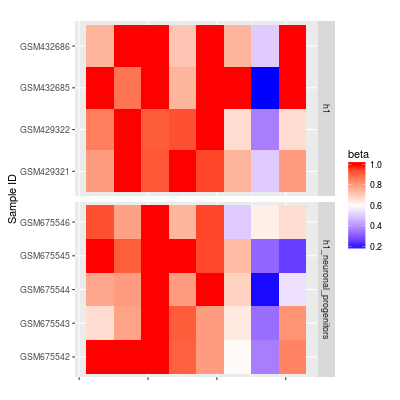 GSM432686
GSM432685
GSM429322
GSM429321
h1
GSM675546
GSM675545
GSM675544
GSM675543
GSM675542
h1_neuronal_progenitors
Sample ID
beta
1.0
0.8
0.6
0.4
0.2